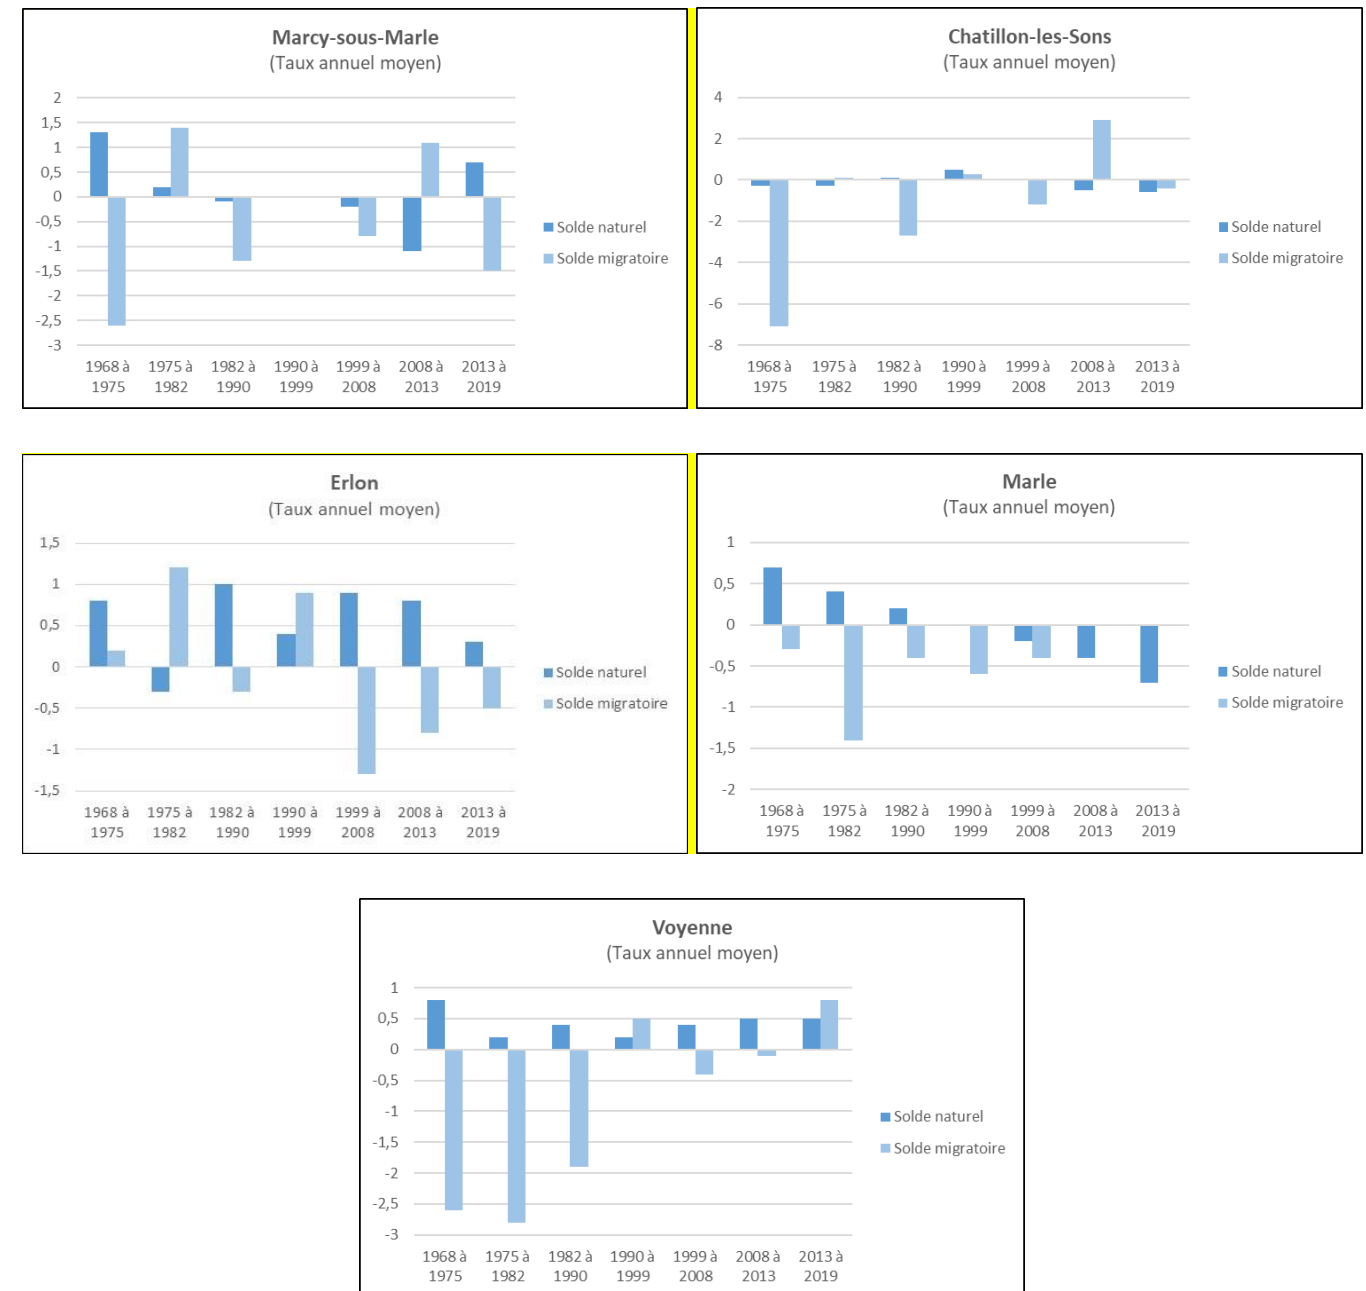 Marcy-sous-Marle
(Taux annuel moyen)
2
1,5
1
0,5
0
-0,5
-1
-1,5
-2
-2,5
-3
1968 à 1975
1975 à 1982
1982 à 1990
1990 à 1999
1999 à 2008
2008 à 2013
2013 à 2019
Solde naturel
Solde migratoire
Chatillon-les-Sons
(Taux annuel moyen)
4
2
0
-2
-4
-6
-8
1968 à 1975
1975 à 1982
1982 à 1990
1990 à 1999
1999 à 2008
2008 à 2013
2013 à 2019
Solde naturel
Solde migratoire
Erlon
(Taux annuel moyen)
1,5
1
0,5
0
-0,5
-1
-1,5
1968 à 1975
1975 à 1982
1982 à 1990
1990 à 1999
1999 à 2008
2008 à 2013
2013 à 2019
Solde naturel
Solde migratoire
Marle
(Taux annuel moyen)
1
0,5
0
-0,5
-1
-1,5
-2
1968 à 1975
1975 à 1982
1982 à 1990
1990 à 1999
1999 à 2008
2008 à 2013
2013 à 2019
Solde naturel
Solde migratoire
Voyenne
(Taux annuel moyen)
1
0,5
0
-0,5
-1
-1,5
-2
-2,5
-3
1968 à 1975
1975 à 1982
1982 à 1990
1990 à 1999
1999 à 2008
2008 à 2013
2013 à 2019
Solde naturel
Solde migratoire